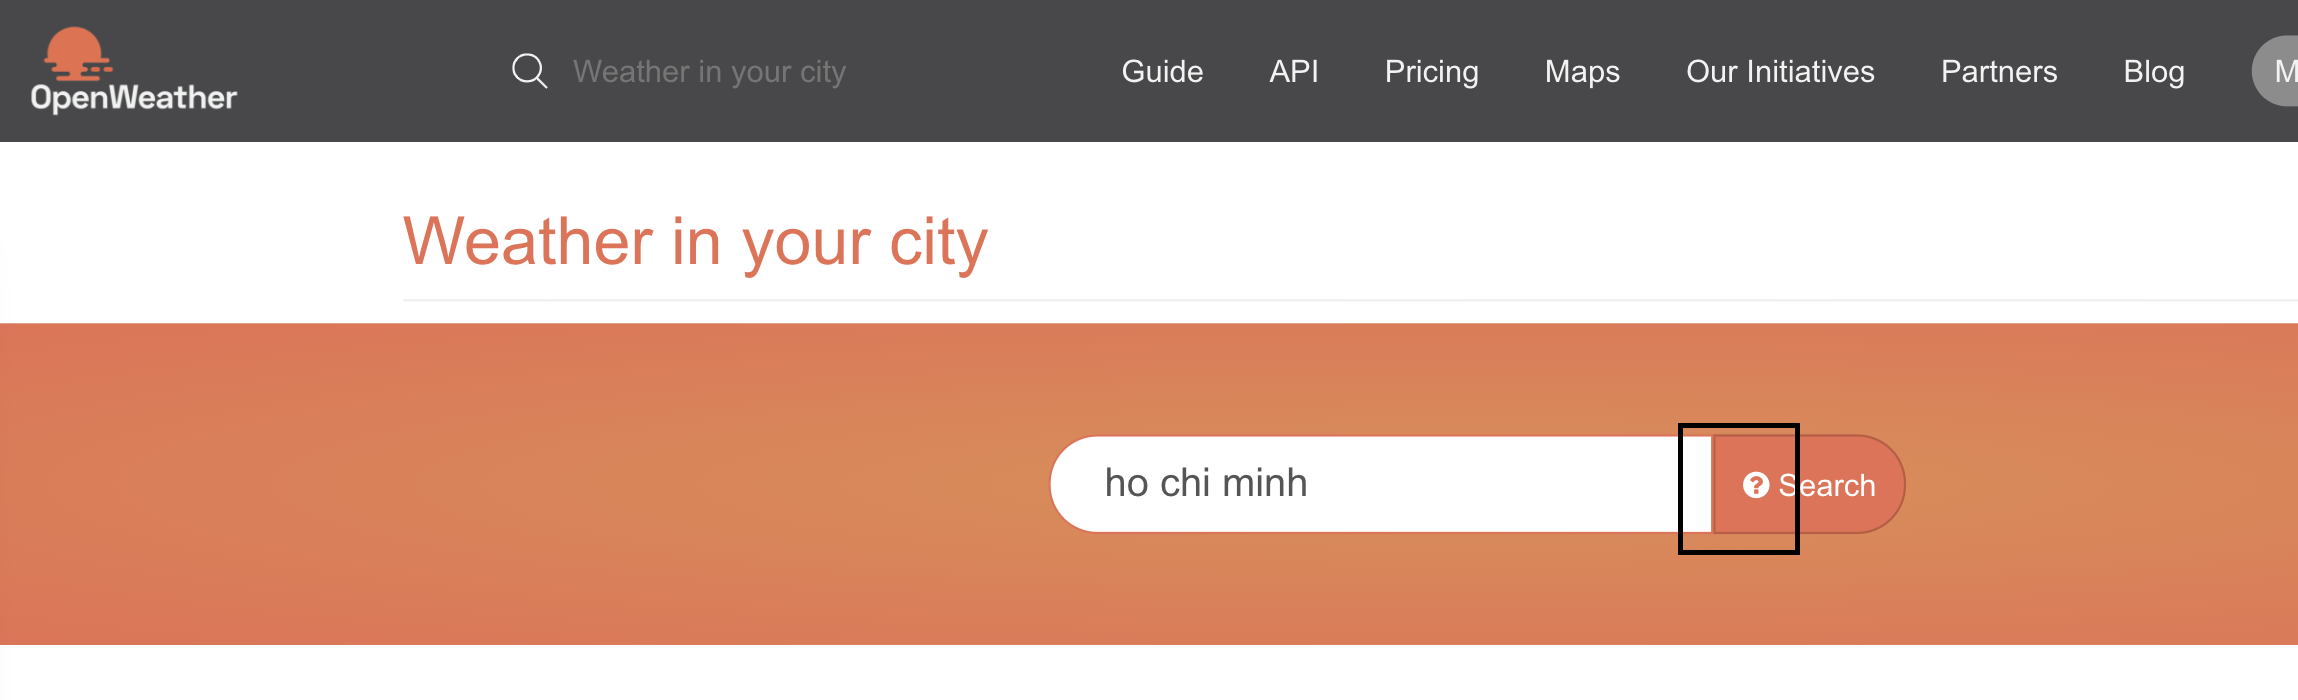 OpenWeather
Weather in your city
Guide API Pricing Maps Our Initiatives Partners Blog
Weather in your city
ho chi minh
Search